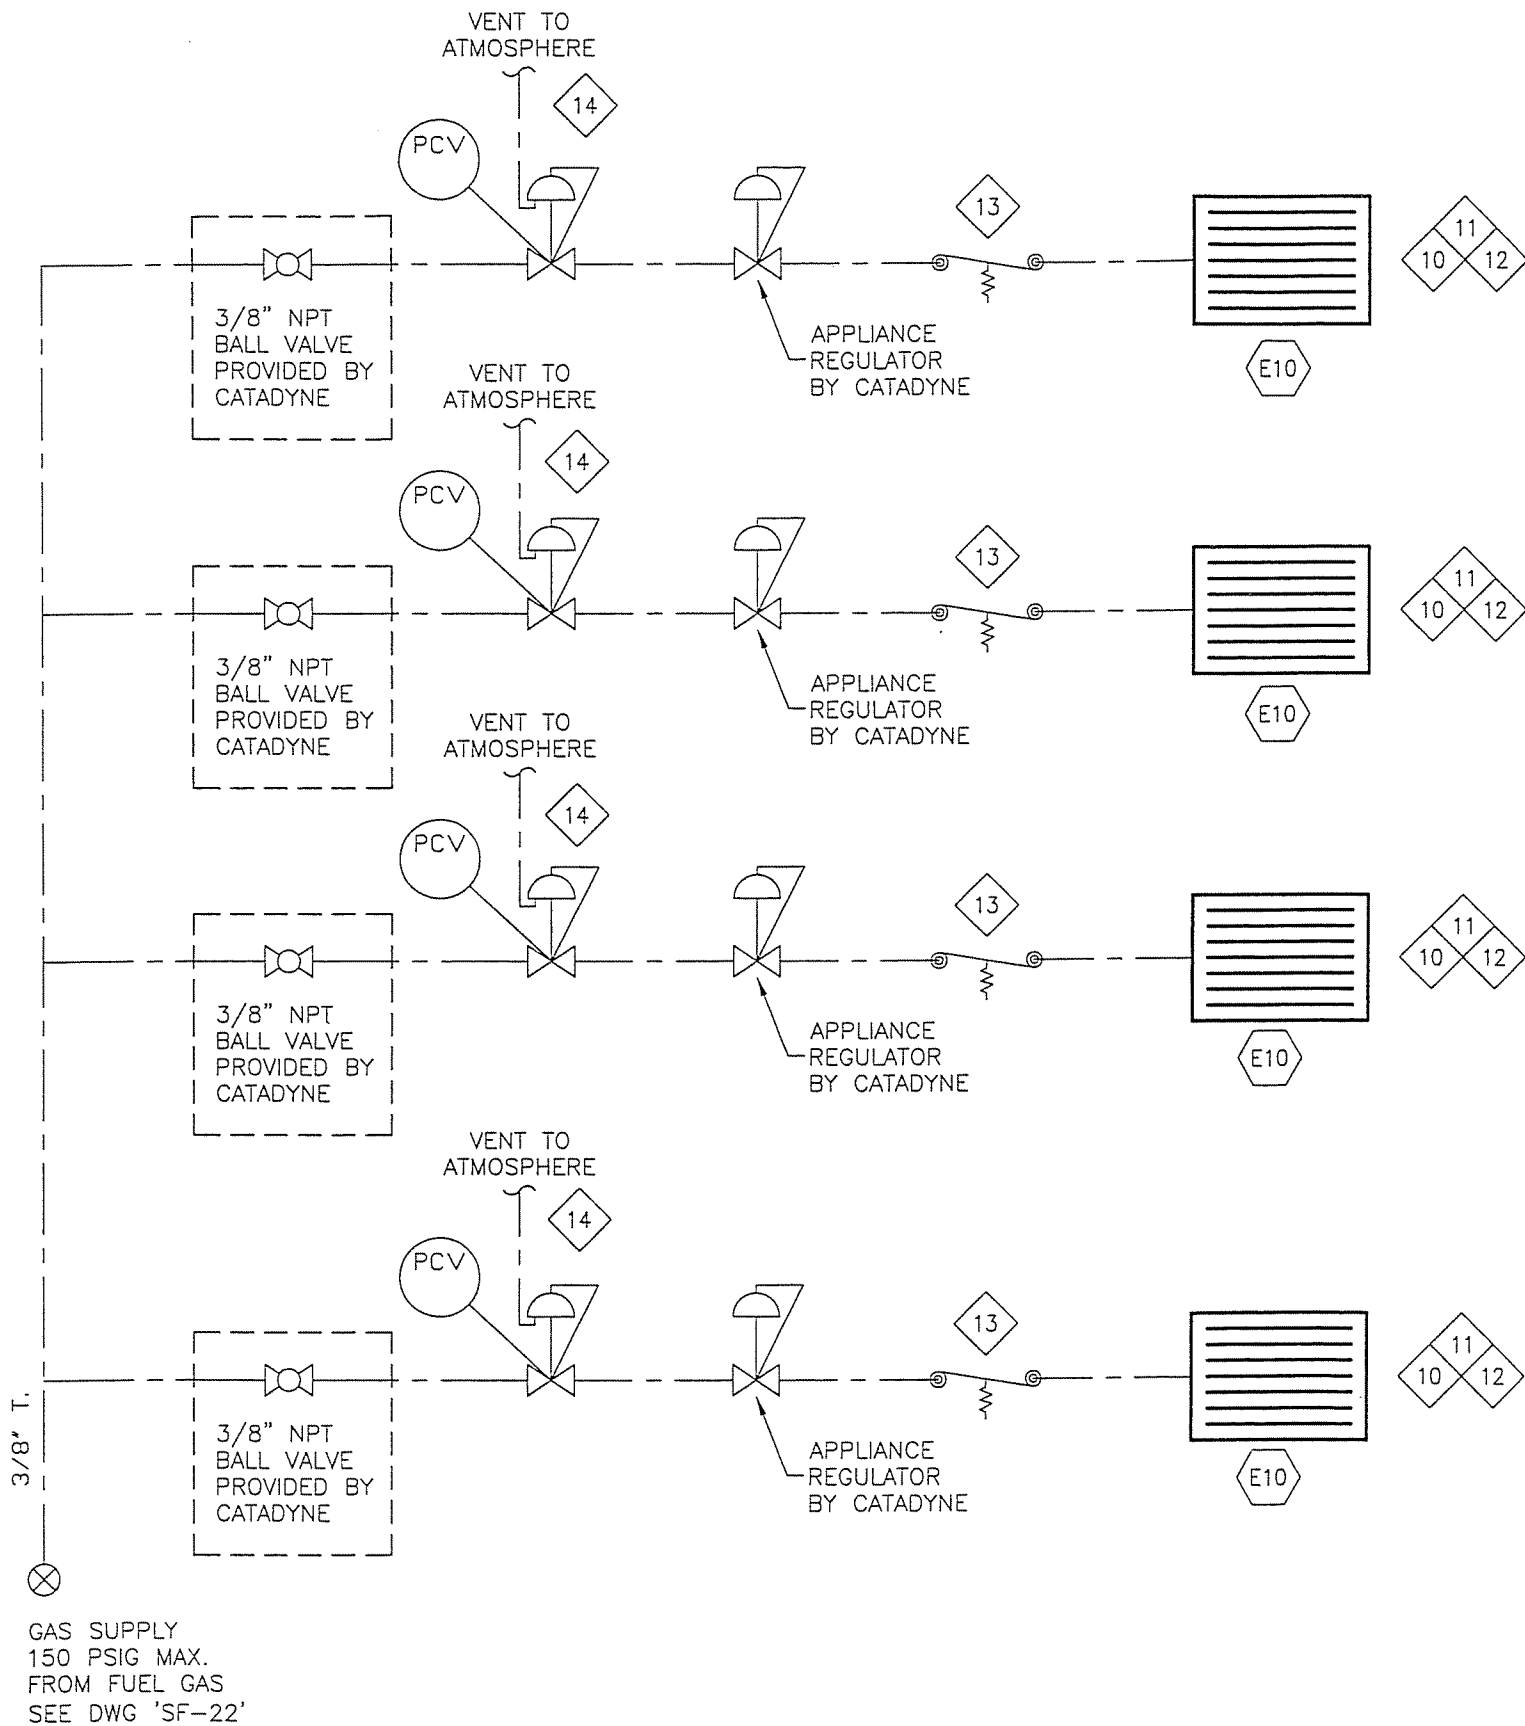 VENT TO
ATMOSPHERE
14
PCV
13
11
10
12
3/8" NPT
BALL VALVE
PROVIDED BY
CATADYNE
APPLIANCE
REGULATOR
BY CATADYNE
E10
VENT TO
ATMOSPHERE
14
PCV
13
11
10
12
3/8" NPT
BALL VALVE
PROVIDED BY
CATADYNE
APPLIANCE
REGULATOR
BY CATADYNE
E10
VENT TO
ATMOSPHERE
14
PCV
13
11
10
12
3/8" NPT
BALL VALVE
PROVIDED BY
CATADYNE
APPLIANCE
REGULATOR
BY CATADYNE
E10
VENT TO
ATMOSPHERE
14
PCV
13
11
10
12
3/8" T.
3/8" NPT
BALL VALVE
PROVIDED BY
CATADYNE
APPLIANCE
REGULATOR
BY CATADYNE
E10
GAS SUPPLY
150 PSIG MAX.
FROM FUEL GAS
SEE DWG 'SF-22'